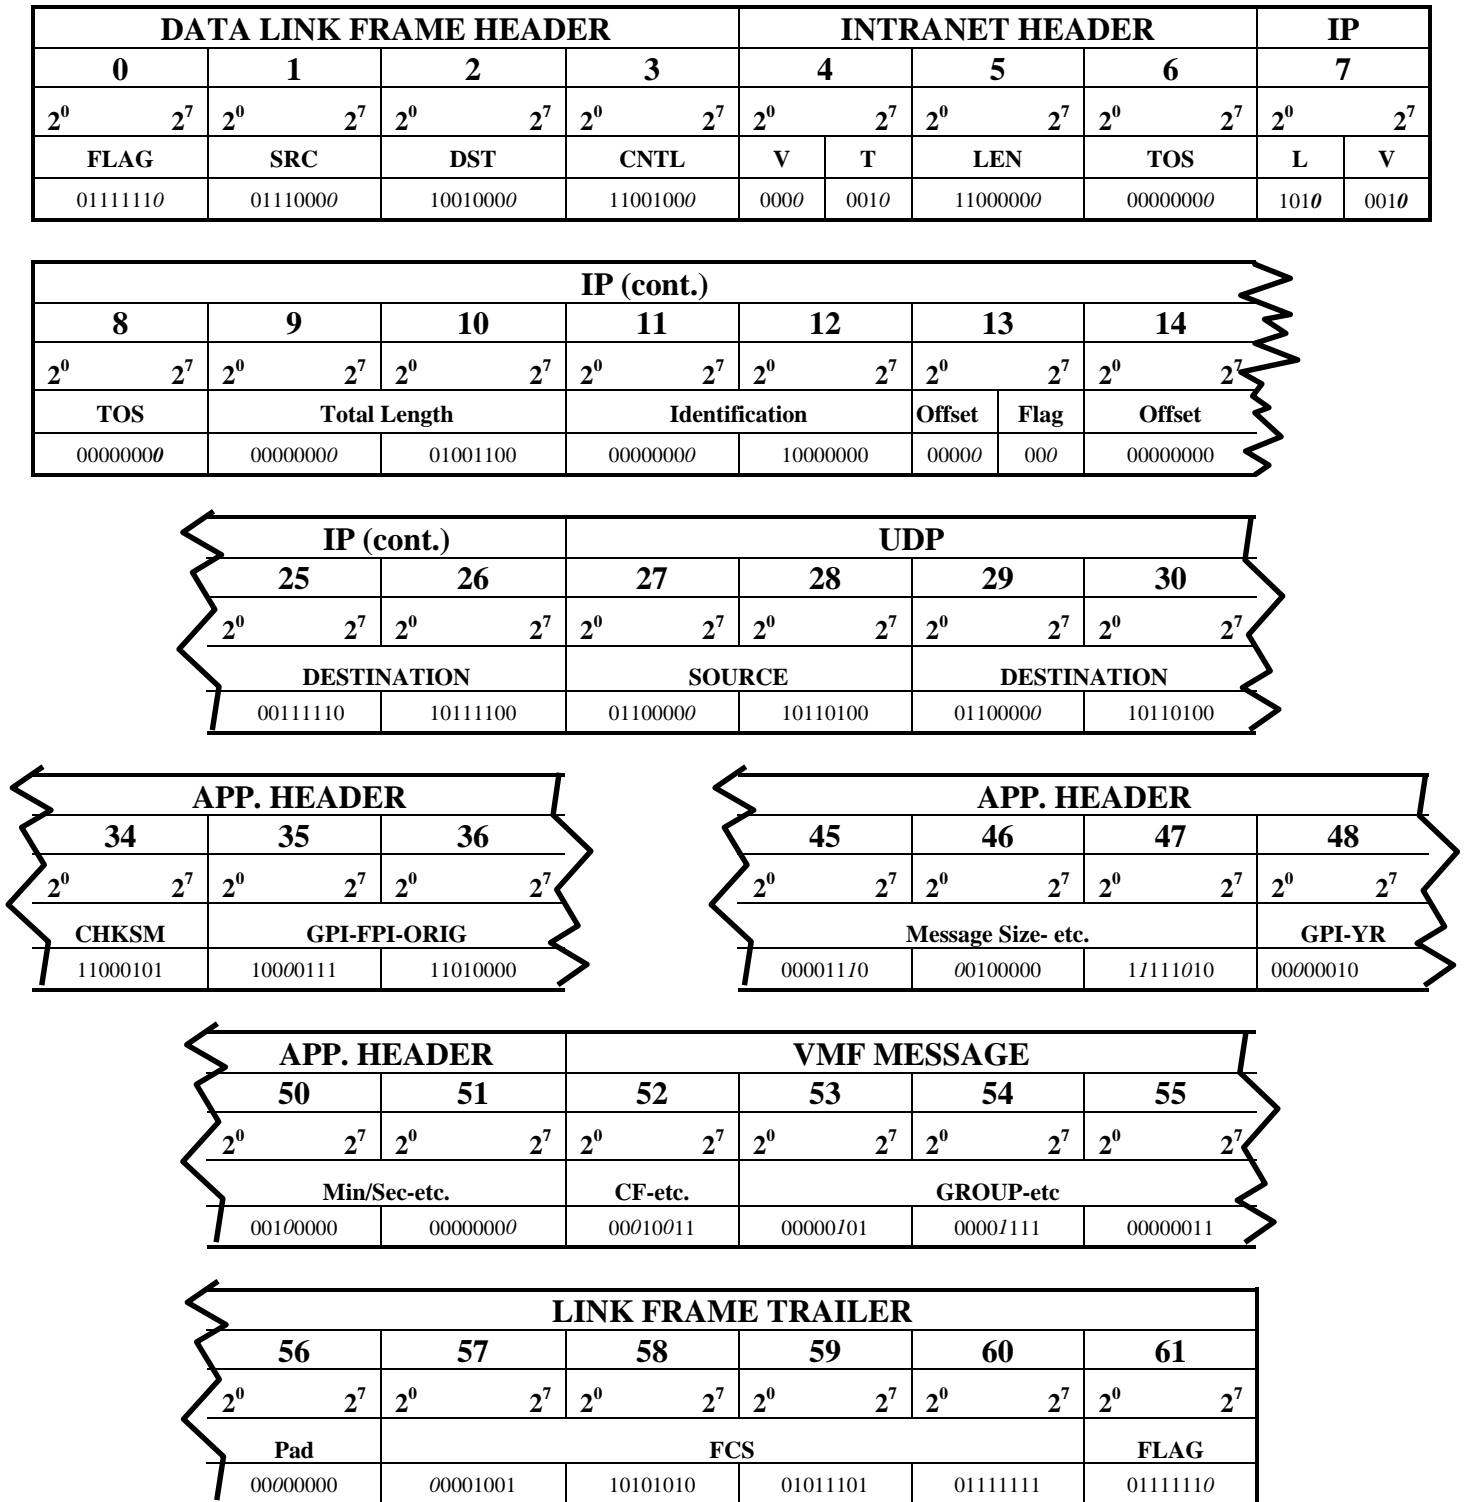 DATA LINK FRAME HEADER INTRANET HEADER IP
0 1 2 3 4 5 6 7
2⁰ 2⁷ 2⁰ 2⁷ 2⁰ 2⁷ 2⁰ 2⁷ 2⁰ 2⁷ 2⁰ 2⁷ 2⁰ 2⁷ 2⁰ 2⁷
FLAG SRC DST CNTL V T LEN TOS L V
01111110 01110000 10010000 11001000 0000 0010 11000000 00000000 1010 0010
IP (cont.)
8 9 10 11 12 13 14
2⁰ 2⁷ 2⁰ 2⁷ 2⁰ 2⁷ 2⁰ 2⁷ 2⁰ 2⁷ 2⁰ 2⁷ 2⁰ 2⁷
TOS Total Length Identification Offset Flag Offset
00000000 00000000 01001100 00000000 10000000 00000 000 00000000
IP (cont.) UDP
25 26 27 28 29 30
2⁰ 2⁷ 2⁰ 2⁷ 2⁰ 2⁷ 2⁰ 2⁷ 2⁰ 2⁷ 2⁰ 2⁷
DESTINATION SOURCE DESTINATION
00111110 10111100 01100000 10110100 01100000 10110100
APP. HEADER
34 35 36
2⁰ 2⁷ 2⁰ 2⁷ 2⁰ 2⁷
CHKSM GPI-FPI-ORIG
11000101 10000111 11010000
APP. HEADER
45 46 47 48
2⁰ 2⁷ 2⁰ 2⁷ 2⁰ 2⁷ 2⁰ 2⁷
Message Size- etc. GPI-YR
00001110 00100000 11111010 00000010
APP. HEADER VMF MESSAGE
50 51 52 53 54 55
2⁰ 2⁷ 2⁰ 2⁷ 2⁰ 2⁷ 2⁰ 2⁷ 2⁰ 2⁷ 2⁰ 2⁷
Min/Sec-etc. CF-etc. GROUP-etc
00100000 00000000 00010011 00000101 00001111 00000011
LINK FRAME TRAILER
56 57 58 59 60 61
2⁰ 2⁷ 2⁰ 2⁷ 2⁰ 2⁷ 2⁰ 2⁷ 2⁰ 2⁷ 2⁰ 2⁷
Pad FCS FLAG
00000000 00001001 10101010 01011101 01111111 01111110